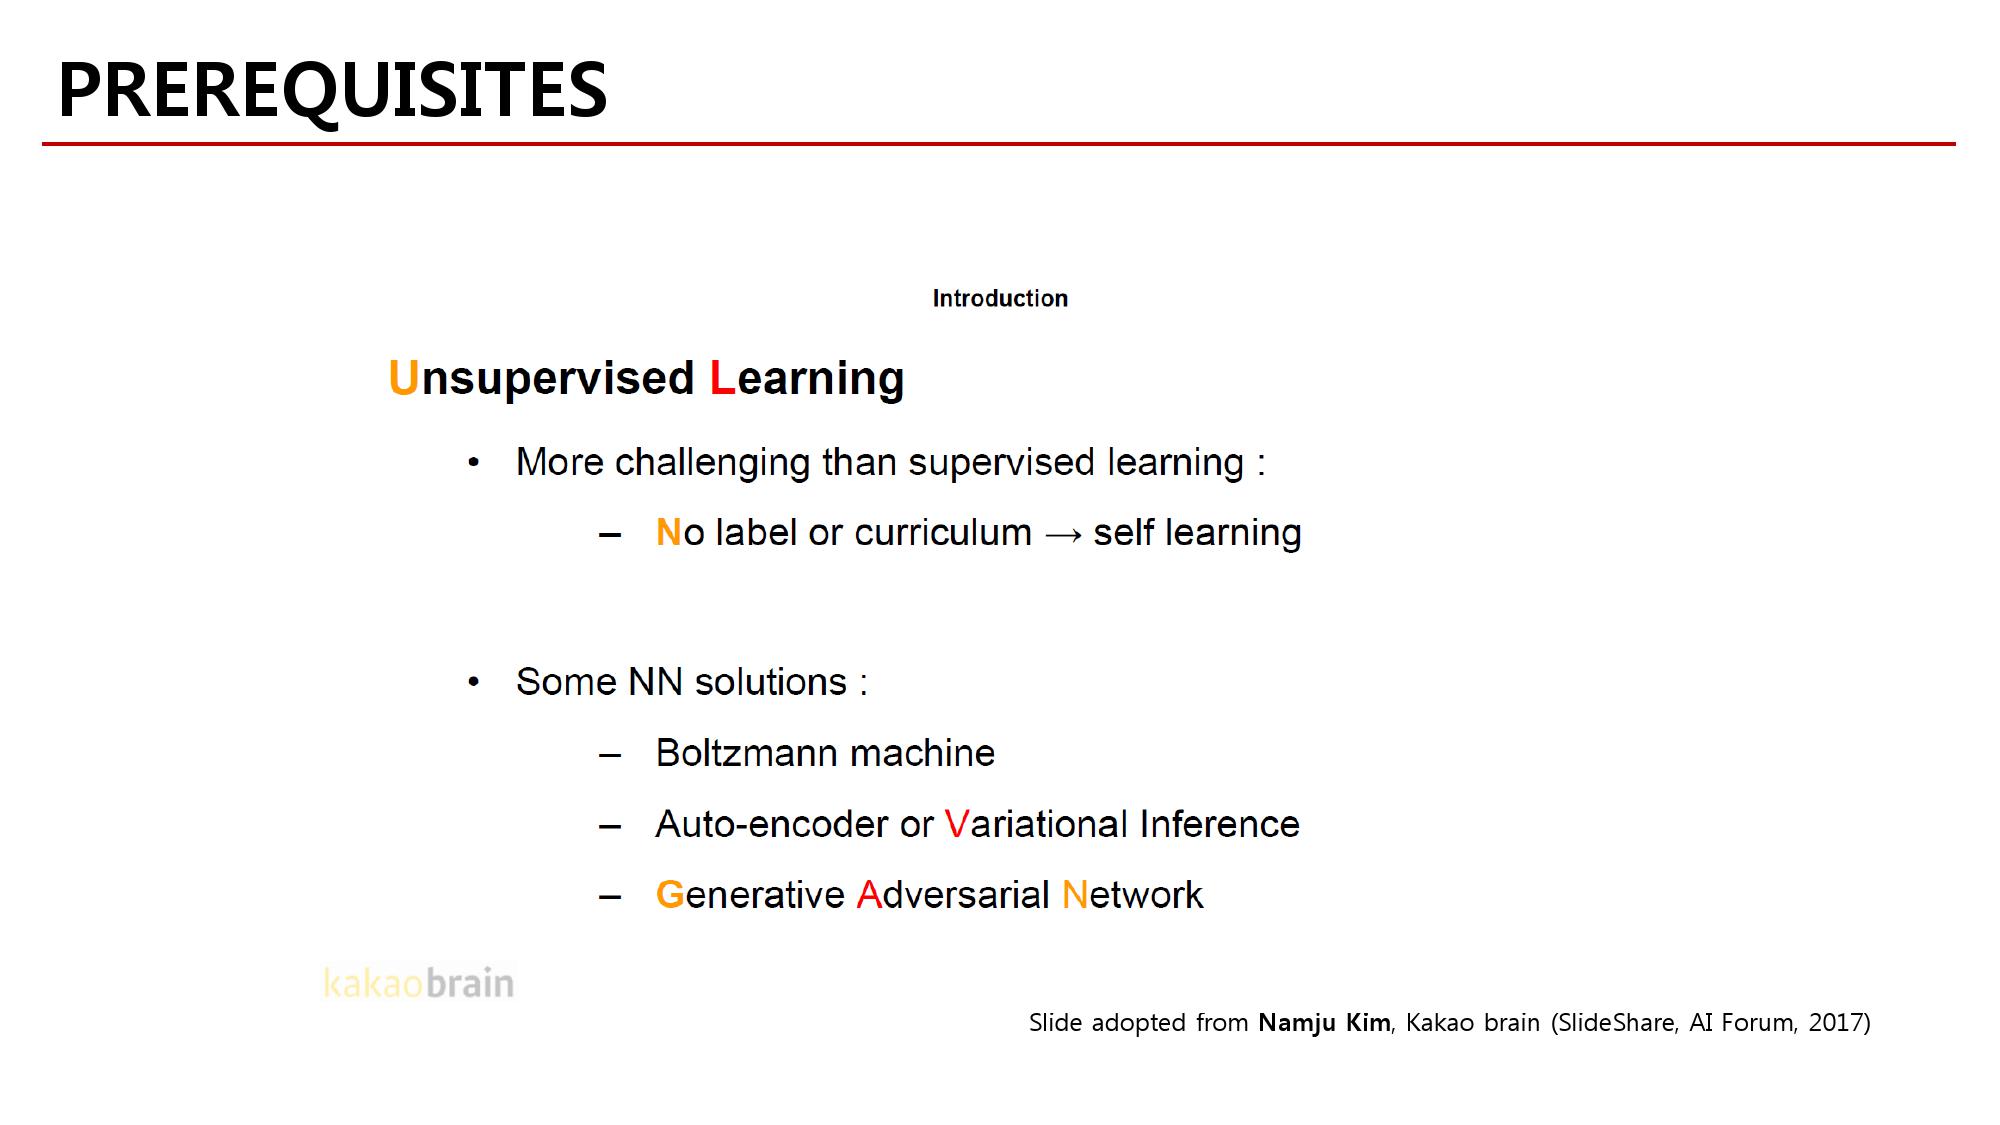 PREREQUISITES
Introduction
Unsupervised Learning
• More challenging than supervised learning :
– No label or curriculum → self learning
• Some NN solutions :
– Boltzmann machine
– Auto-encoder or Variational Inference
– Generative Adversarial Network
kakaobrain
Slide adopted from Namju Kim, Kakao brain (SlideShare, AI Forum, 2017)